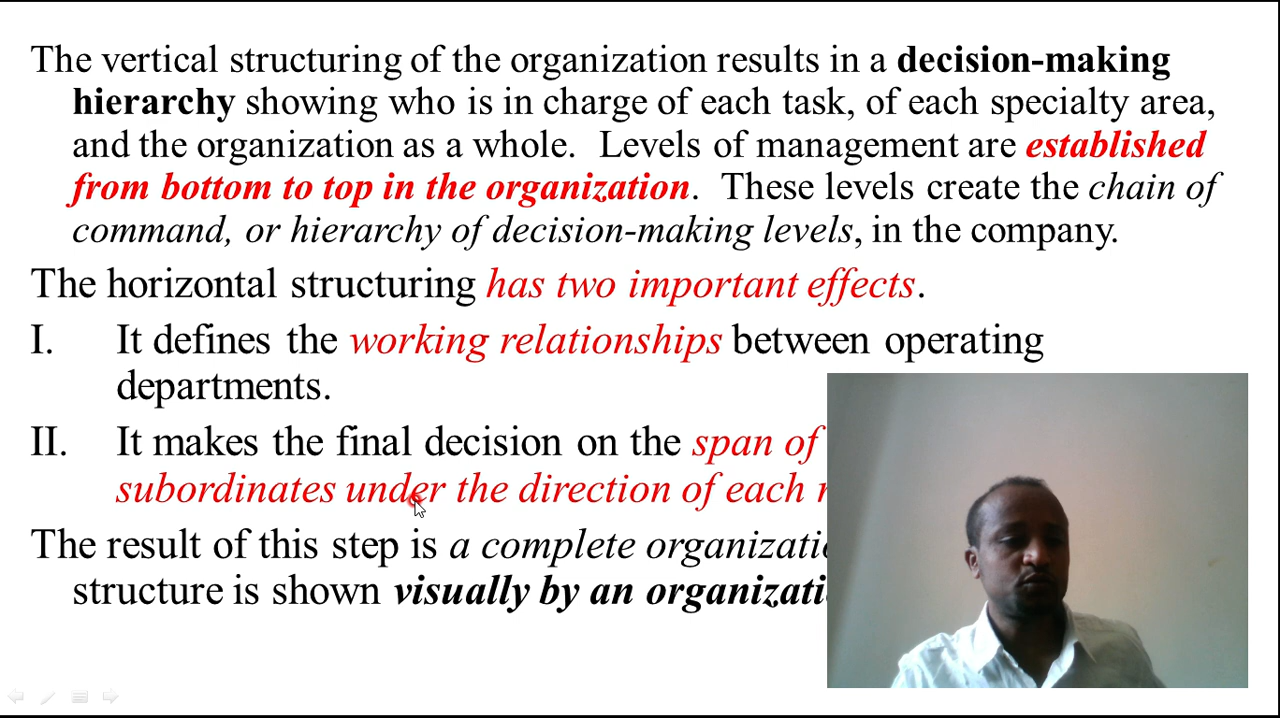 The vertical structuring of the organization results in a decision-making
hierarchy showing who is in charge of each task, of each specialty area,
and the organization as a whole. Levels of management are established
from bottom to top in the organization. These levels create the chain of
command, or hierarchy of decision-making levels, in the company.
The horizontal structuring has two important effects.
I. It defines the working relationships between operating
departments.
II. It makes the final decision on the span of
subordinates under the direction of each
The result of this step is a complete
structure is shown visually by an